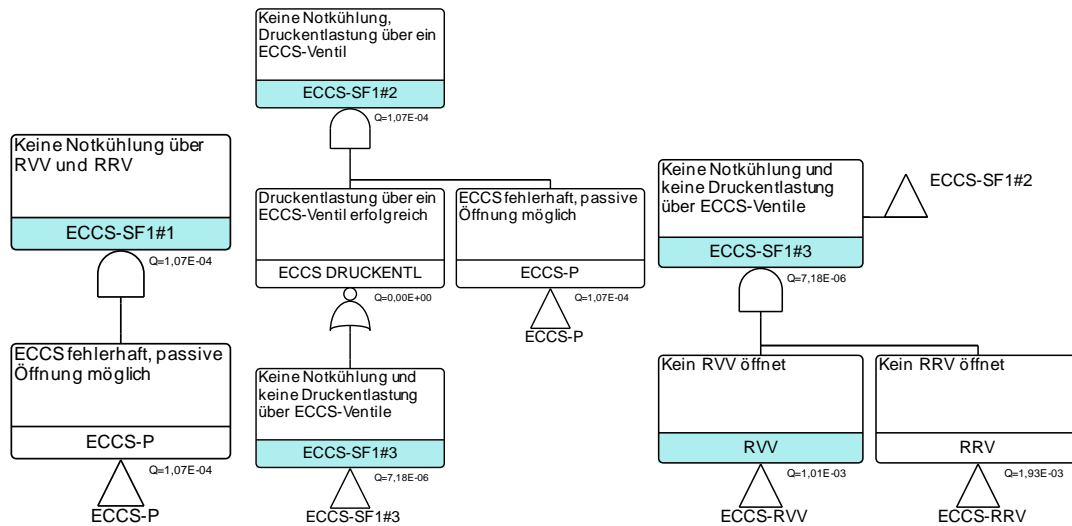 Keine Notkühlung über
RVV und RRV
ECCS-SF1#1
Q=1,07E-04
ECCS fehlerhaft, passive
Öffnung möglich
ECCS-P
Q=1,07E-04
ECCS-P
Keine Notkühlung,
Druckentlastung über ein
ECCS-Ventil
ECCS-SF1#2
Q=1,07E-04
Druckentlastung über ein
ECCS-Ventil erfolgreich
ECCS DRUCKENTL
Q=0,00E+00
Keine Notkühlung und
keine Druckentlastung
über ECCS-Ventile
ECCS-SF1#3
Q=7,18E-06
ECCS-SF1#3
ECCS fehlerhaft, passive
Öffnung möglich
ECCS-P
Q=1,07E-04
ECCS-P
Keine Notkühlung und
keine Druckentlastung
über ECCS-Ventile
ECCS-SF1#3
Q=7,18E-06
ECCS-SF1#2
Kein RVV öffnet
RVV
Q=1,01E-03
ECCS-RVV
Kein RRV öffnet
RRV
Q=1,93E-03
ECCS-RRV